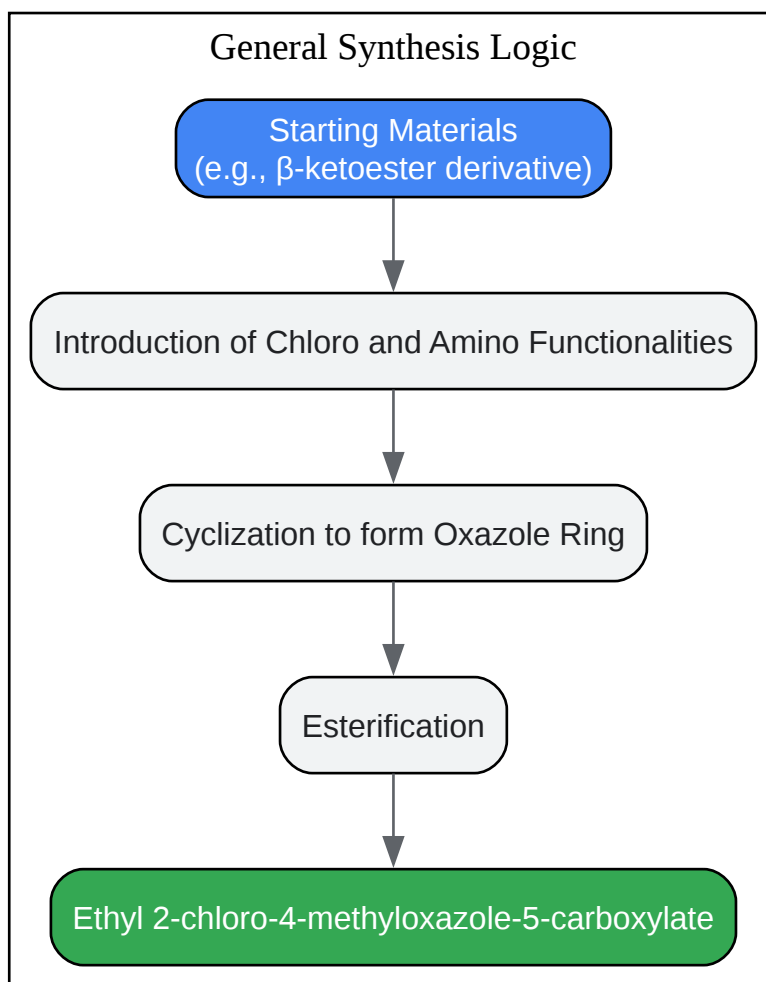 General Synthesis Logic
Starting Materials
(e.g., β-ketoester derivative)
Introduction of Chloro and Amino Functionalities
Cyclization to form Oxazole Ring
Esterification
Ethyl 2-chloro-4-methyloxazole-5-carboxylate